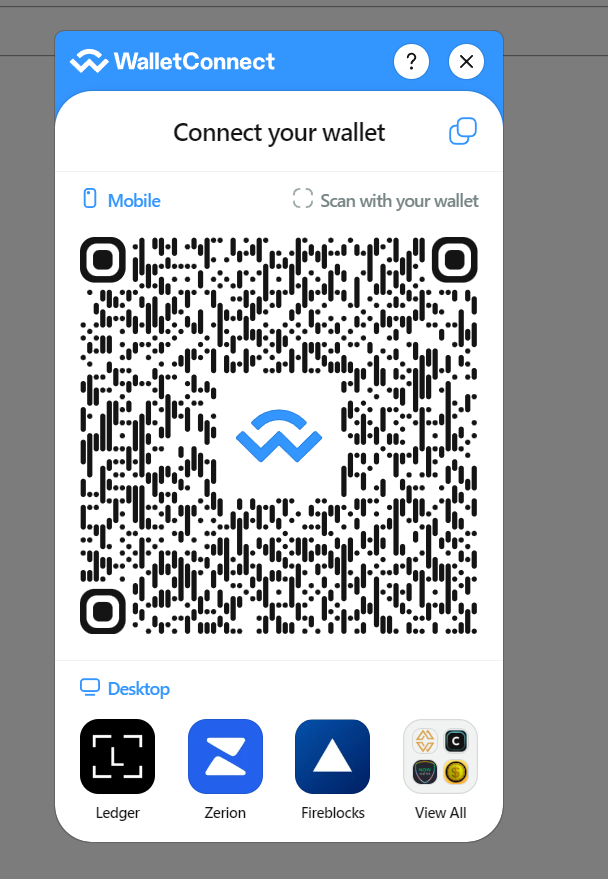 WalletConnect
?
Connect your wallet
Mobile
Scan with your wallet
Desktop
L
C
$
Ledger
Zerion
Fireblocks
View All